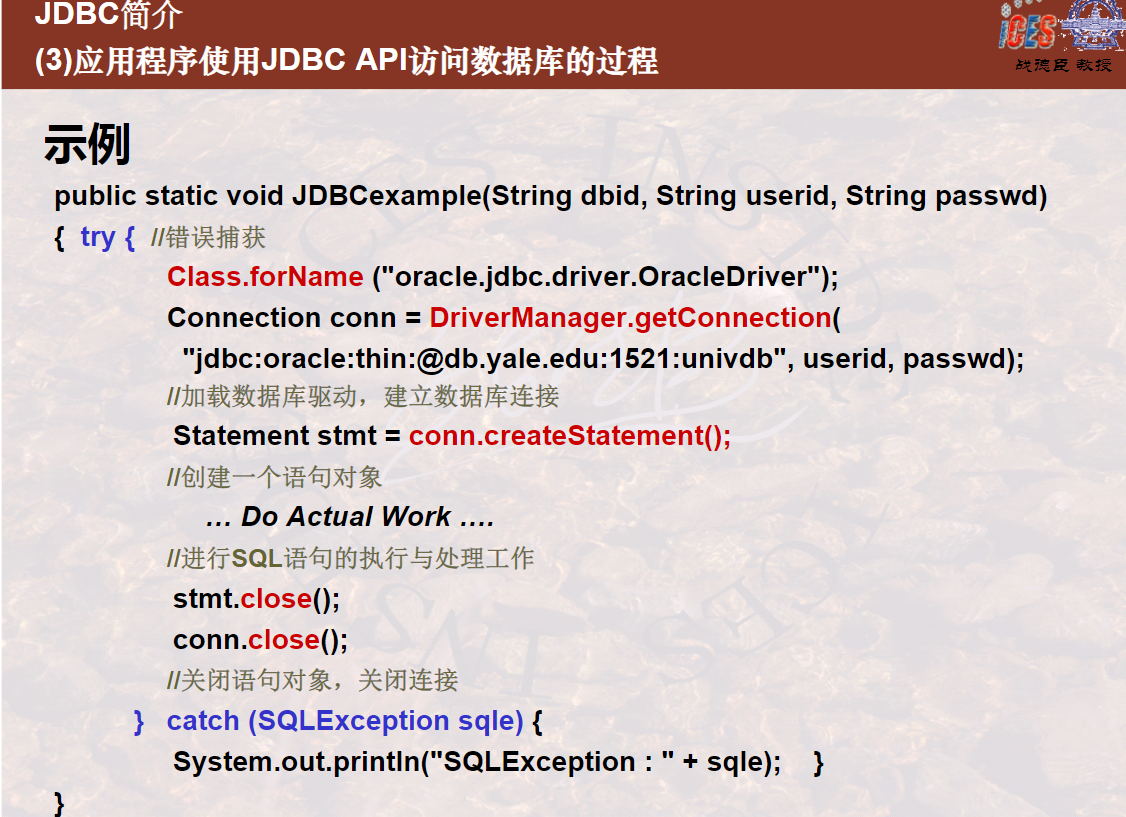 JDBC简介
(3)应用程序使用JDBC API访问数据库的过程
iCES
战德臣 教授
示例
public static void JDBCexample(String dbid, String userid, String passwd)
{ try { //错误捕获
Class.forName ("oracle.jdbc.driver.OracleDriver");
Connection conn = DriverManager.getConnection(
"jdbc:oracle:thin:@db.yale.edu:1521:univdb", userid, passwd);
//加载数据库驱动，建立数据库连接
Statement stmt = conn.createStatement();
//创建一个语句对象
… Do Actual Work ….
//进行SQL语句的执行与处理工作
stmt.close();
conn.close();
//关闭语句对象，关闭连接
} catch (SQLException sqle) {
System.out.println("SQLException : " + sqle); }
}